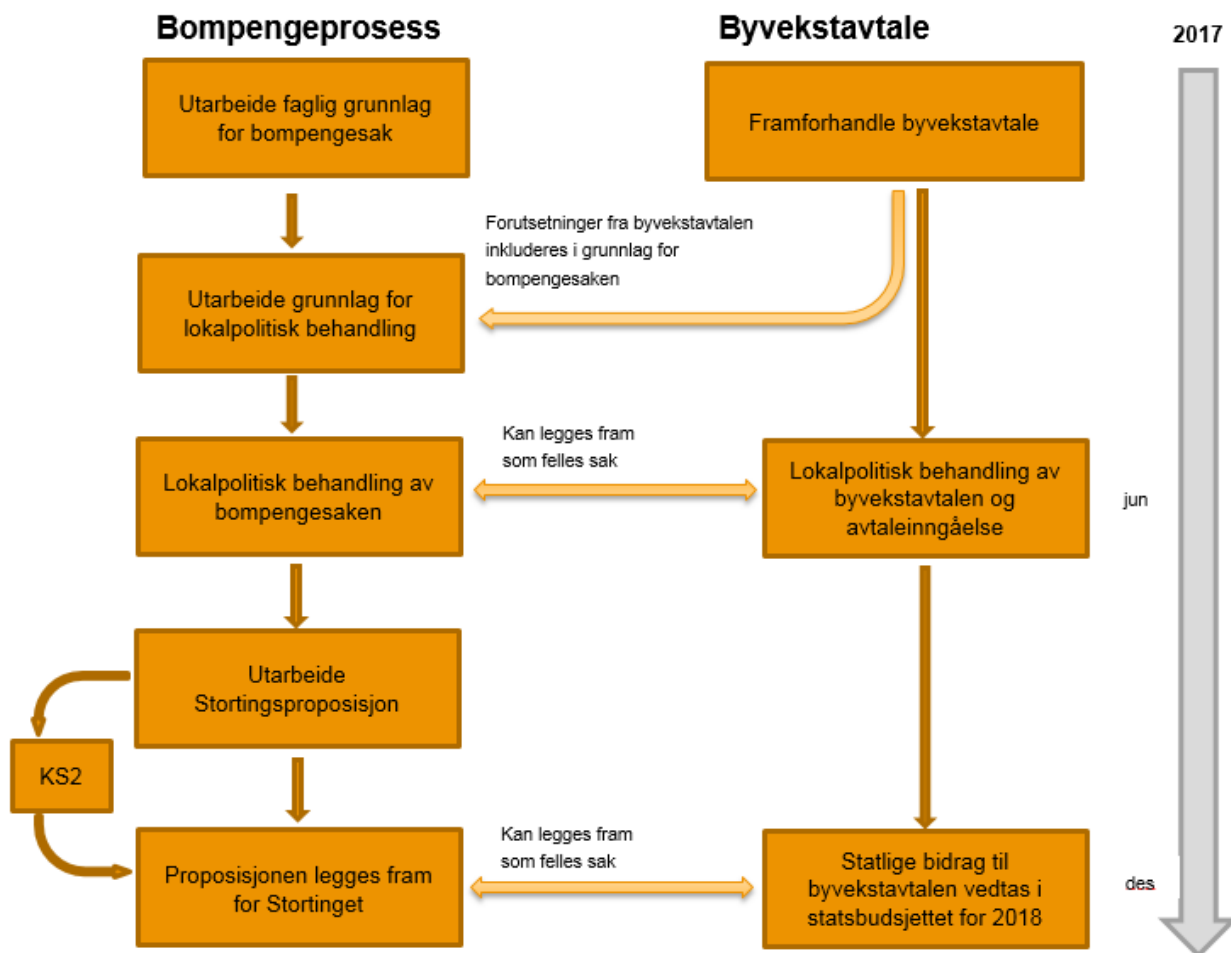 Bompengeprosess
Byvekstavtale
2017
Utarbeide faglig grunnlag
for bompengesak
Framforhandle byvekstavtale
Forutsetninger fra byvekstavtalen
inkluderes i grunnlag for
bompengesaken
Utarbeide grunnlag for
lokalpolitisk behandling
Kan legges fram
som felles sak
Lokalpolitisk behandling av
bompengesaken
Lokalpolitisk behandling av
byvekstavtalen og
avtaleinngåelse
jun
Utarbeide
Stortingsproposisjon
KS2
Kan legges fram
som felles sak
Proposisjonen legges fram
for Stortinget
Statlige bidrag til
byvekstavtalen vedtas i
statsbudsjettet for 2018
des